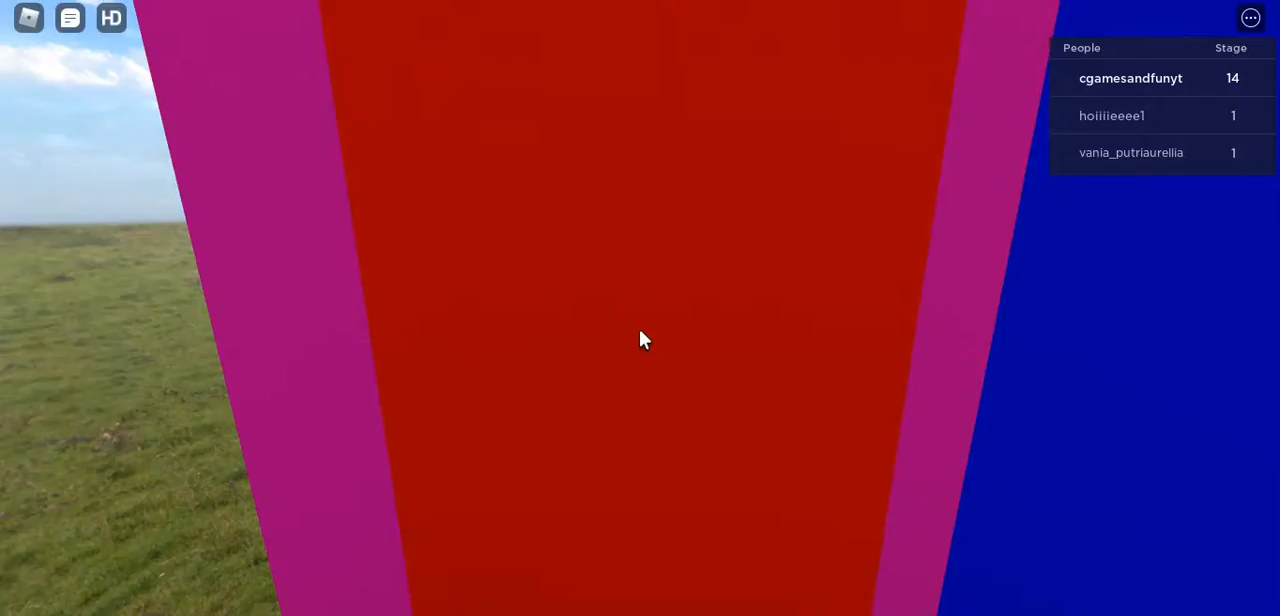 HD
People Stage
cgamesandfunyt 14
hoiiiieeee1 1
vania_putriaurellia 1